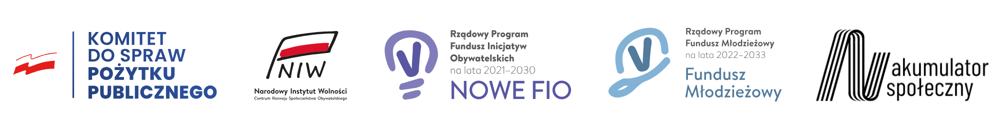 KOMITET
DO SPRAW
POŻYTKU
PUBLICZNEGO
NIW
Narodowy Instytut Wolności
Centrum Rozwoju Społeczeństwa Obywatelskiego
Rządowy Program
Fundusz Inicjatyw
Obywatelskich
na lata 2021–2030
NOWE FIO
Rządowy Program
Fundusz Młodzieżowy
na lata 2022–2033
Fundusz
Młodzieżowy
akumulator
społeczny